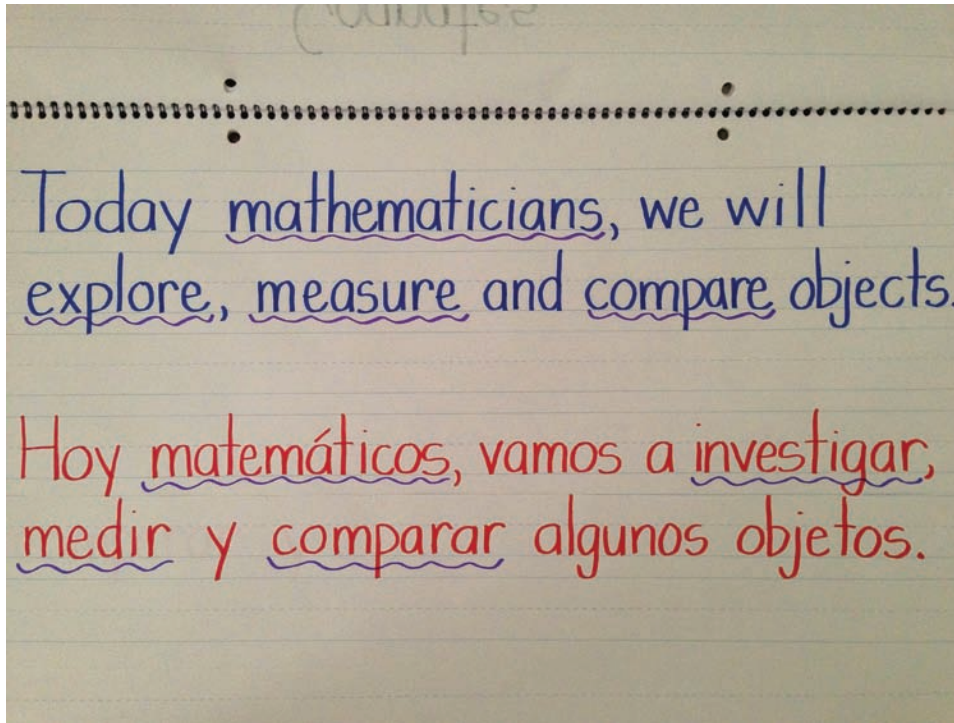 Today mathematicians, we will
explore, measure and compare objects.
Hoy matemáticos, vamos a investigar,
medir y comparar algunos objetos.